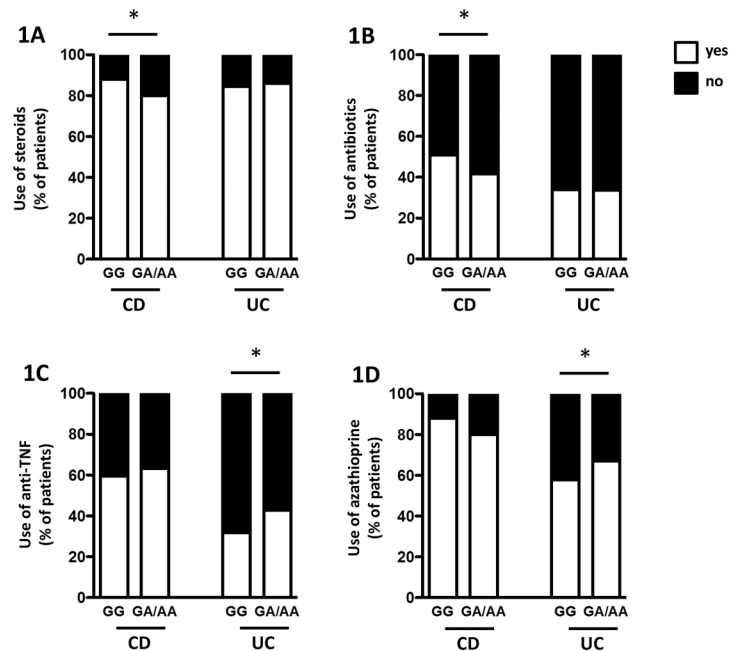 1A
*
Use of steroids
(% of patients)
100
80
60
40
20
0
GG GA/AA GG GA/AA
CD UC
1B
*
Use of antibiotics
(% of patients)
100
80
60
40
20
0
GG GA/AA GG GA/AA
CD UC
yes
no
1C
*
Use of anti-TNF
(% of patients)
100
80
60
40
20
0
GG GA/AA GG GA/AA
CD UC
1D
*
Use of azathioprine
(% of patients)
100
80
60
40
20
0
GG GA/AA GG GA/AA
CD UC